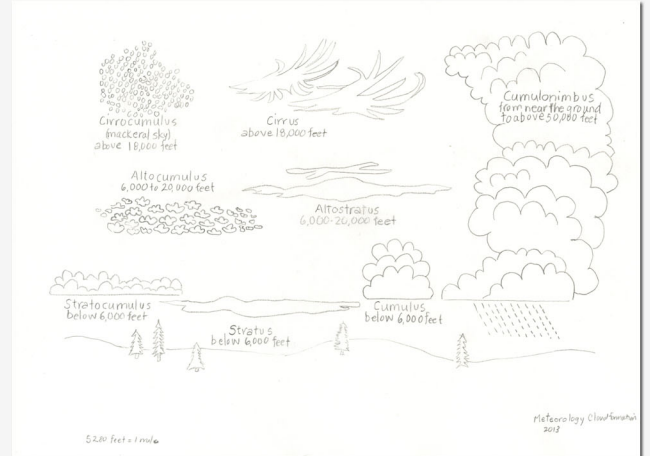 Cirrocumulus
(mackeral sky)
above 18,000 feet
Cirrus
above 18,000 feet
Cumulonimbus
from near the ground
to above 50,000 feet
Altocumulus
6,000 to 20,000 feet
Altostratus
6,000-20,000 feet
Stratocumulus
below 6,000 feet
Stratus
below 6,000 feet
Cumulus
below 6,000 feet
Meteorology Cloud formation
2013
5280 feet = 1 mile